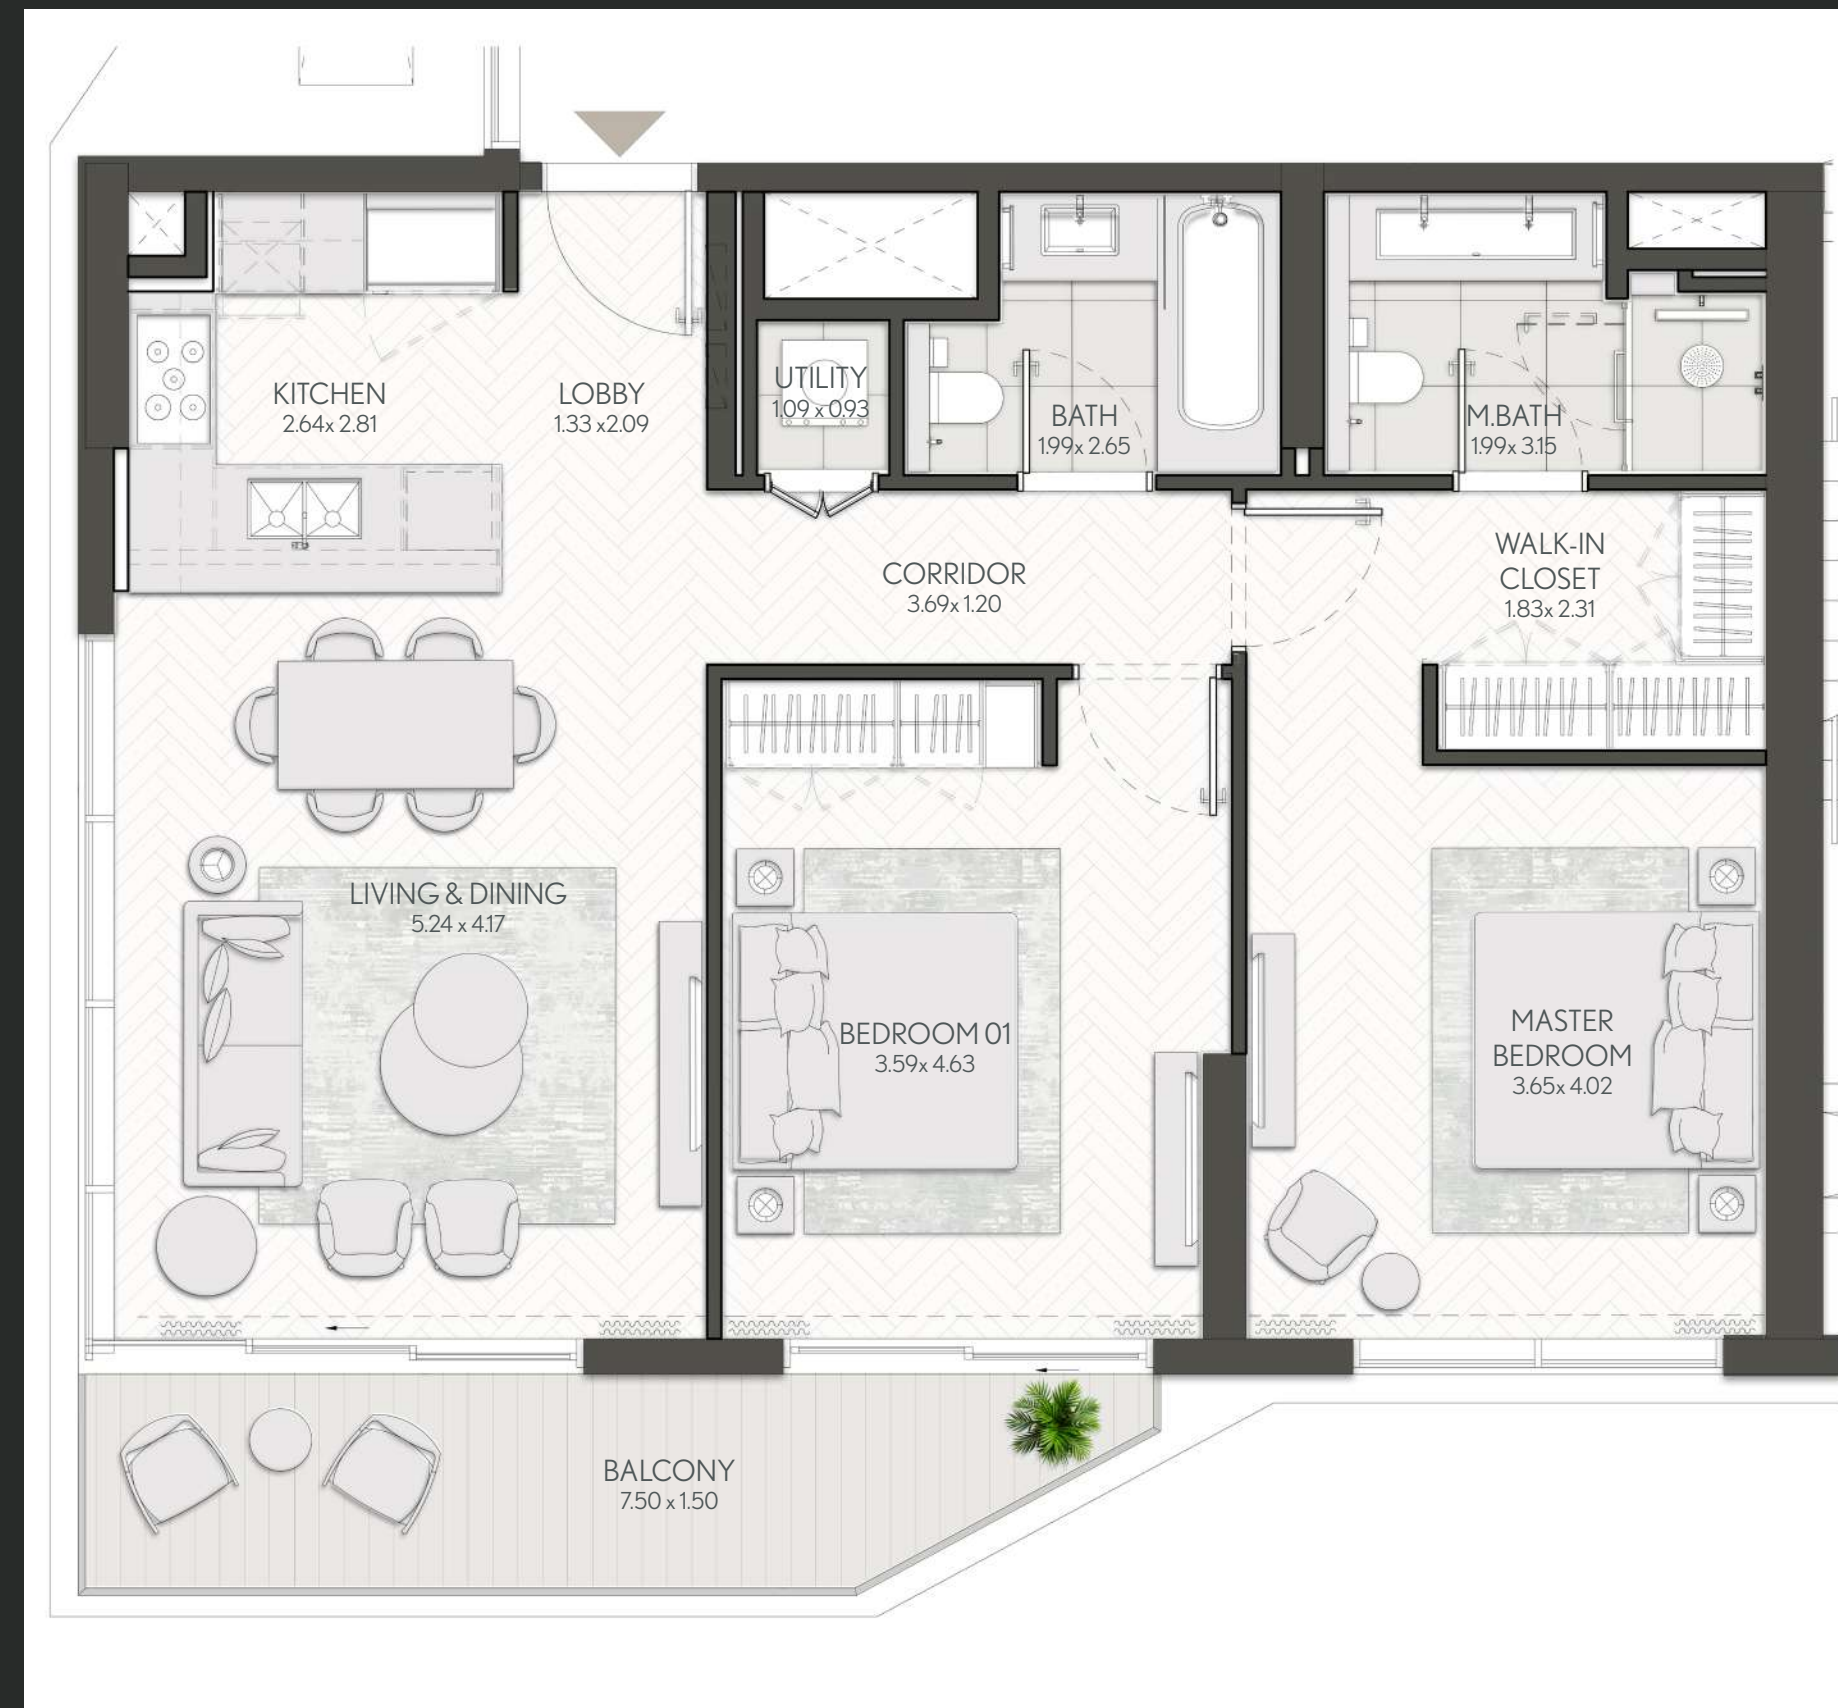 KITCHEN
2.64x 2.81
LOBBY
1.33 x2.09
UTILITY
1.09 x 0.93
BATH
1.99x 2.65
M.BATH
1.99x 3.15
CORRIDOR
3.69x 1.20
WALK-IN
CLOSET
1.83x 2.31
LIVING & DINING
5.24 x 4.17
BEDROOM 01
3.59x 4.63
MASTER
BEDROOM
3.65x 4.02
BALCONY
7.50 x 1.50